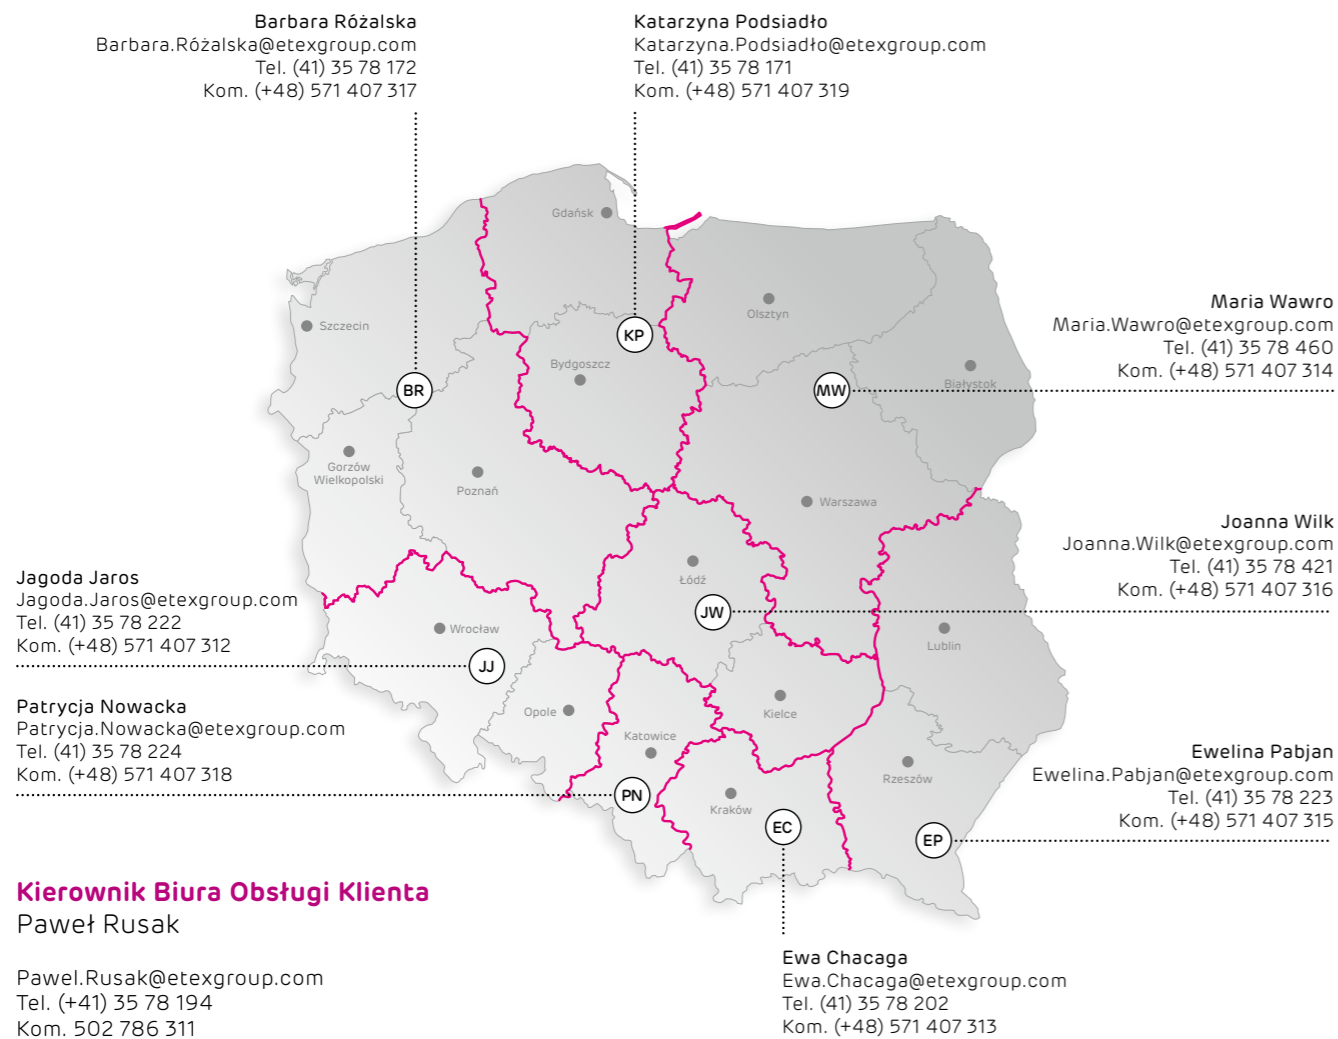 Barbara Różalska
Barbara.Różalska@etexgroup.com
Tel. (41) 35 78 172
Kom. (+48) 571 407 317
Katarzyna Podsiadło
Katarzyna.Podsiadło@etexgroup.com
Tel. (41) 35 78 171
Kom. (+48) 571 407 319
Gdańsk
Olsztyn
Szczecin
KP
Bydgoszcz
BR
MW
Białystok
Maria Wawro
Maria.Wawro@etexgroup.com
Tel. (41) 35 78 460
Kom. (+48) 571 407 314
Gorzów
Wielkopolski
Poznań
Warszawa
Joanna Wilk
Joanna.Wilk@etexgroup.com
Tel. (41) 35 78 421
Kom. (+48) 571 407 316
Jagoda Jaros
Jagoda.Jaros@etexgroup.com
Tel. (41) 35 78 222
Kom. (+48) 571 407 312
Łódź
JW
Wrocław
JJ
Lublin
Patrycja Nowacka
Patrycja.Nowacka@etexgroup.com
Tel. (41) 35 78 224
Kom. (+48) 571 407 318
Opole
Kielce
Katowice
PN
Kraków
EC
Rzeszów
EP
Ewelina Pabjan
Ewelina.Pabjan@etexgroup.com
Tel. (41) 35 78 223
Kom. (+48) 571 407 315
Kierownik Biura Obsługi Klienta
Paweł Rusak
Pawel.Rusak@etexgroup.com
Tel. (+41) 35 78 194
Kom. 502 786 311
Ewa Chacaga
Ewa.Chacaga@etexgroup.com
Tel. (41) 35 78 202
Kom. (+48) 571 407 313